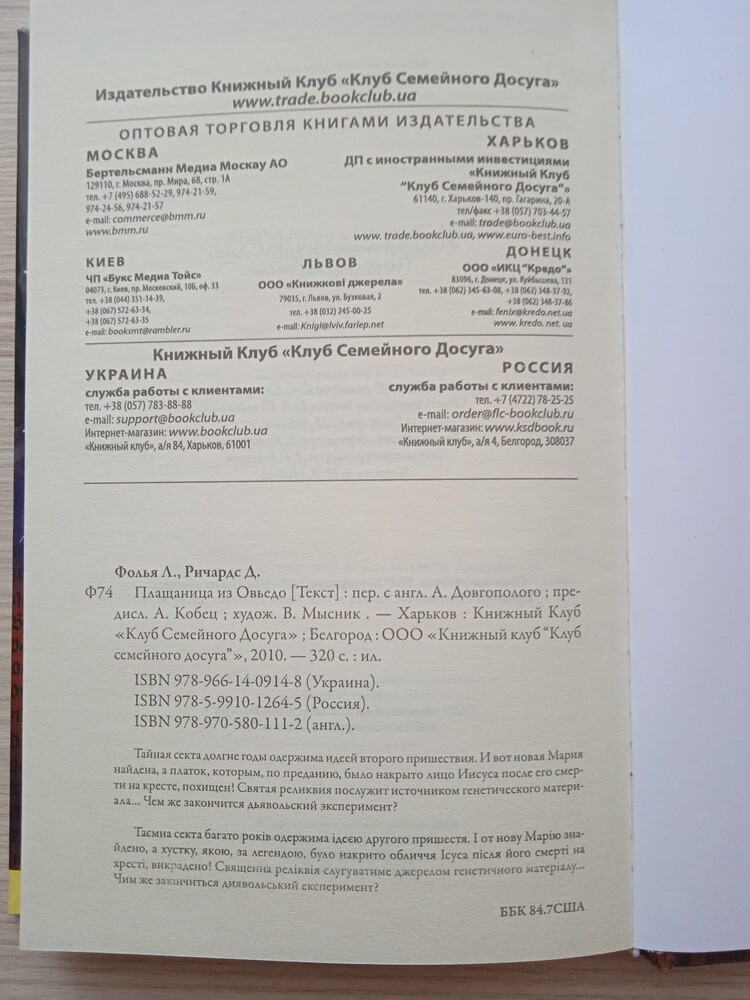 Издательство Книжный Клуб «Клуб Семейного Досуга»
www.trade.bookclub.ua
ОПТОВАЯ ТОРГОВЛЯ КНИГАМИ ИЗДАТЕЛЬСТВА
МОСКВА
Бертельсманн Медиа Москау АО
129110, г. Москва, пр. Мира, 68, стр. 1А
тел. +7 (495) 688-52-29, 974-21-59,
974-24-56, 974-21-57
e-mail: commerce@bmm.ru
www.bmm.ru
ХАРЬКОВ
ДП с иностранными инвестициями
«Книжный Клуб
"Клуб Семейного Досуга"»
61140, г. Харьков-140, пр. Гагарина, 20-А
тел/факс +38 (057) 703-44-57
e-mail: trade@bookclub.ua
www. trade.bookclub.ua, www.euro-best.info
КИЕВ
ЧП «Букс Медиа Тойс»
04073, г. Киев, пр. Московский, 10б, оф. 33
тел. +38 (044) 351-14-39,
+38 (067) 572-63-34,
+38 (067) 572-63-35
e-mail: booksmt@rambler.ru
ЛЬВОВ
ООО «Книжкові джерела»
79035, г. Львов, ул. Бузковая, 2
тел. +38 (032) 245-00-25
e-mail: Knigi@lviv.farlep.net
ДОНЕЦК
ООО «ИКЦ "Кредо"»
83096, г. Донецк, ул. Куйбышева, 131
тел. +38 (062) 345-63-08, +38 (062) 348-37-92,
+38 (062) 348-37-86
e-mail: fenix@kredo.net.ua
www. kredo. net. ua
Книжный Клуб «Клуб Семейного Досуга»
УКРАИНА
служба работы с клиентами:
тел. +38 (057) 783-88-88
e-mail: support@bookclub.ua
Интернет-магазин: www.bookclub.ua
«Книжный клуб», а/я 84, Харьков, 61001
РОССИЯ
служба работы с клиентами:
тел. +7 (4722) 78-25-25
e-mail: order@flc-bookclub.ru
Интернет-магазин: www.ksdbook.ru
«Книжный клуб», а/я 4, Белгород, 308037
Фолья Л., Ричардс Д.
Ф74 Плащаница из Овьедо [Текст] : пер. с англ. А. Довгополого ; пре-
дисл. А. Кобец ; худож. В. Мысник . — Харьков : Книжный Клуб
«Клуб Семейного Досуга» ; Белгород : ООО «Книжный клуб "Клуб
семейного досуга"», 2010. — 320 с. : ил.
ISBN 978-966-14-0914-8 (Украина).
ISBN 978-5-9910-1264-5 (Россия).
ISBN 978-970-580-111-2 (англ.).
Тайная секта долгие годы одержима идеей второго пришествия. И вот новая Мария
найдена, а платок, которым, по преданию, было накрыто лицо Иисуса после его смер-
ти на кресте, похищен! Святая реликвия послужит источником генетического матери-
ала... Чем же закончится дьявольский эксперимент?
Таємна секта багато років одержима ідеєю другого пришестя. І от нову Марію зна-
йдено, а хустку, якою, за легендою, було накрито обличчя Ісуса після його смерті на
хресті, викрадено! Священна реліквія слугуватиме джерелом генетичного матеріалу...
Чим же закінчиться диявольський експеримент?
ББК 84.7США